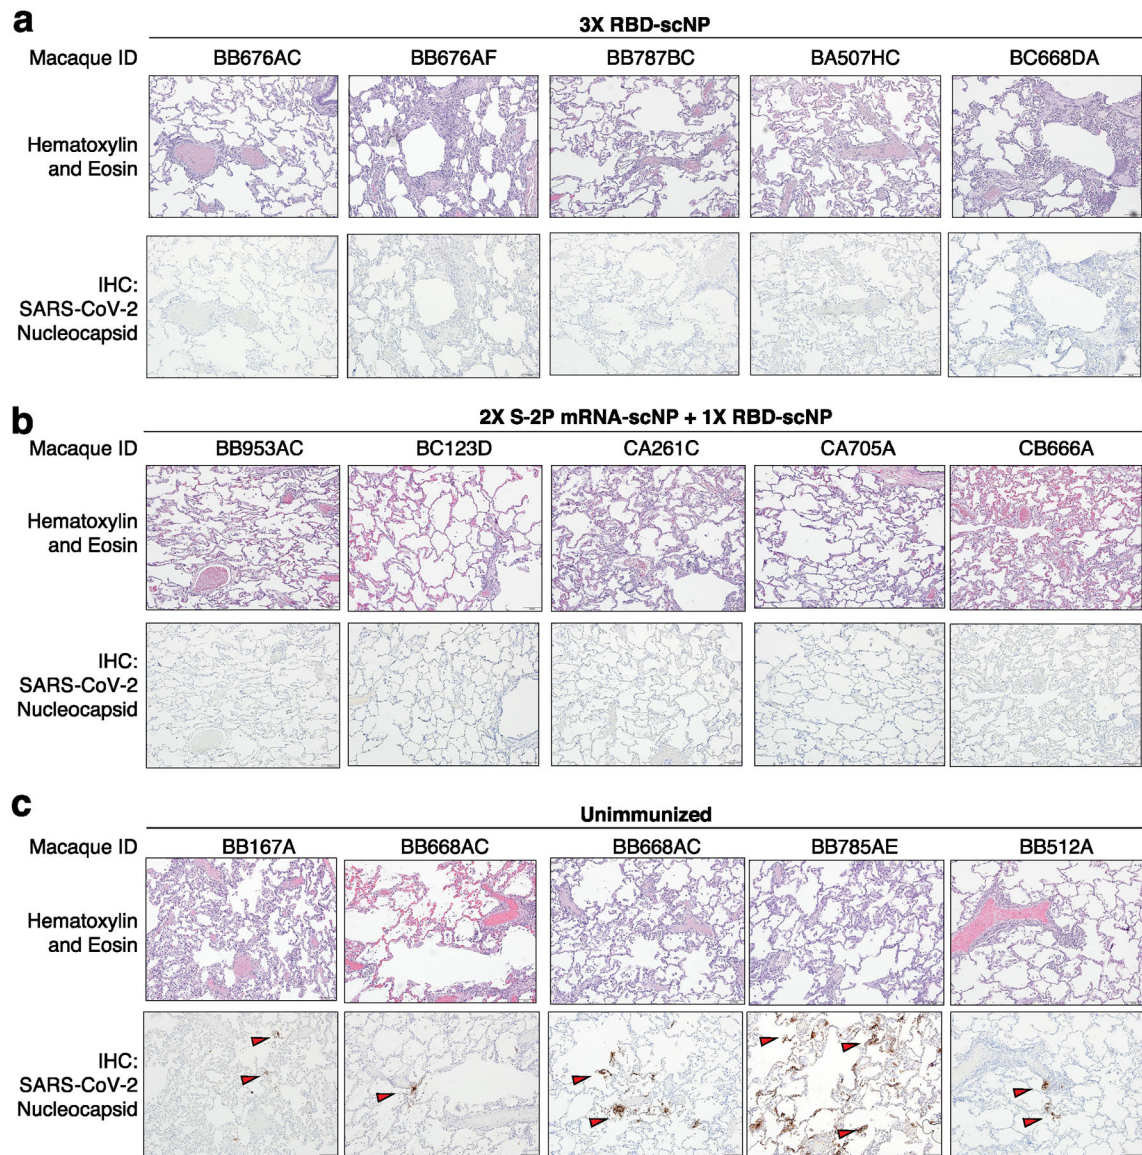 a
3X RBD-scNP
Macaque ID BB676AC BB676AF BB787BC BA507HC BC668DA
Hematoxylin
and Eosin
IHC:
SARS-CoV-2
Nucleocapsid
b
2X S-2P mRNA-scNP + 1X RBD-scNP
Macaque ID BB953AC BC123D CA261C CA705A CB666A
Hematoxylin
and Eosin
IHC:
SARS-CoV-2
Nucleocapsid
c
Unimmunized
Macaque ID BB167A BB668AC BB668AC BB785AE BB512A
Hematoxylin
and Eosin
IHC:
SARS-CoV-2
Nucleocapsid